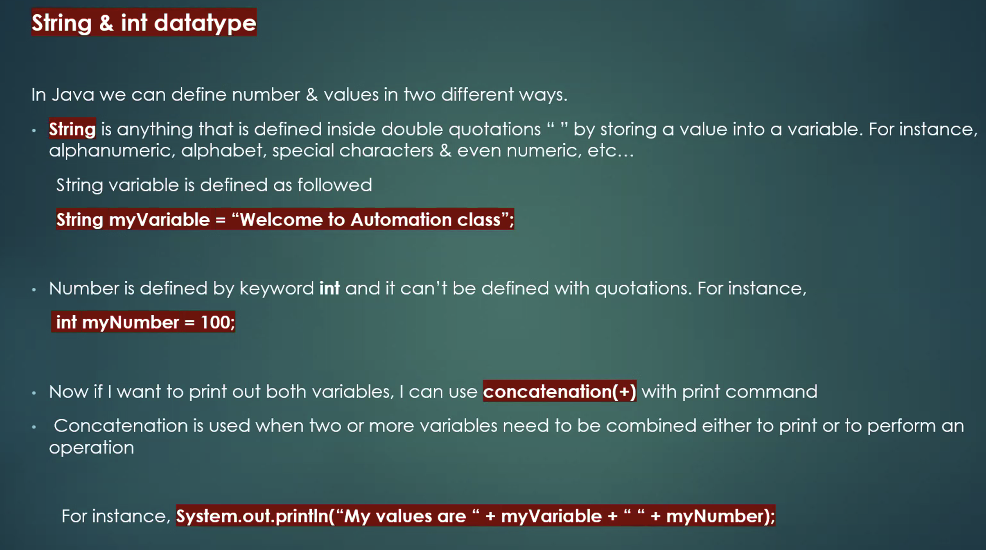 String & int datatype
In Java we can define number & values in two different ways.
• String is anything that is defined inside double quotations “ ” by storing a value into a variable. For instance,
alphanumeric, alphabet, special characters & even numeric, etc…
String variable is defined as followed
String myVariable = “Welcome to Automation class”;
• Number is defined by keyword int and it can’t be defined with quotations. For instance,
int myNumber = 100;
• Now if I want to print out both variables, I can use concatenation(+) with print command
• Concatenation is used when two or more variables need to be combined either to print or to perform an
operation
For instance, System.out.println(“My values are “ + myVariable + “ “ + myNumber);